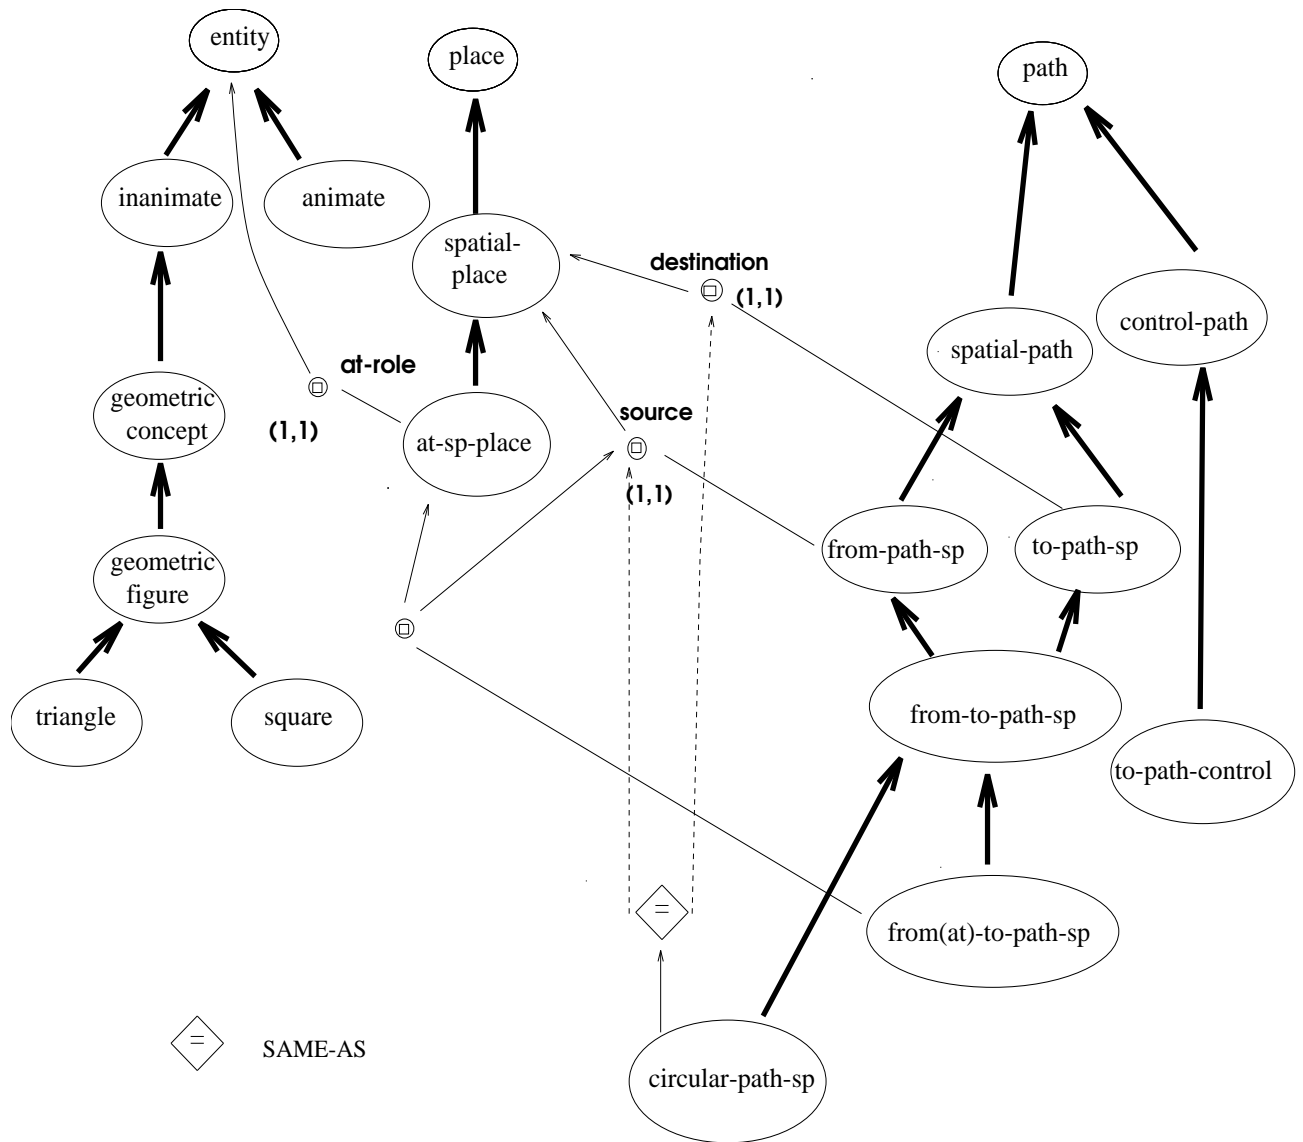 entity
place
path
inanimate
animate
spatial-
place
destination
(1,1)
control-path
spatial-path
at-role
(1,1)
geometric
concept
at-sp-place
source
(1,1)
from-path-sp
to-path-sp
geometric
figure
triangle
square
from-to-path-sp
to-path-control
=
from(at)-to-path-sp
=
SAME-AS
circular-path-sp